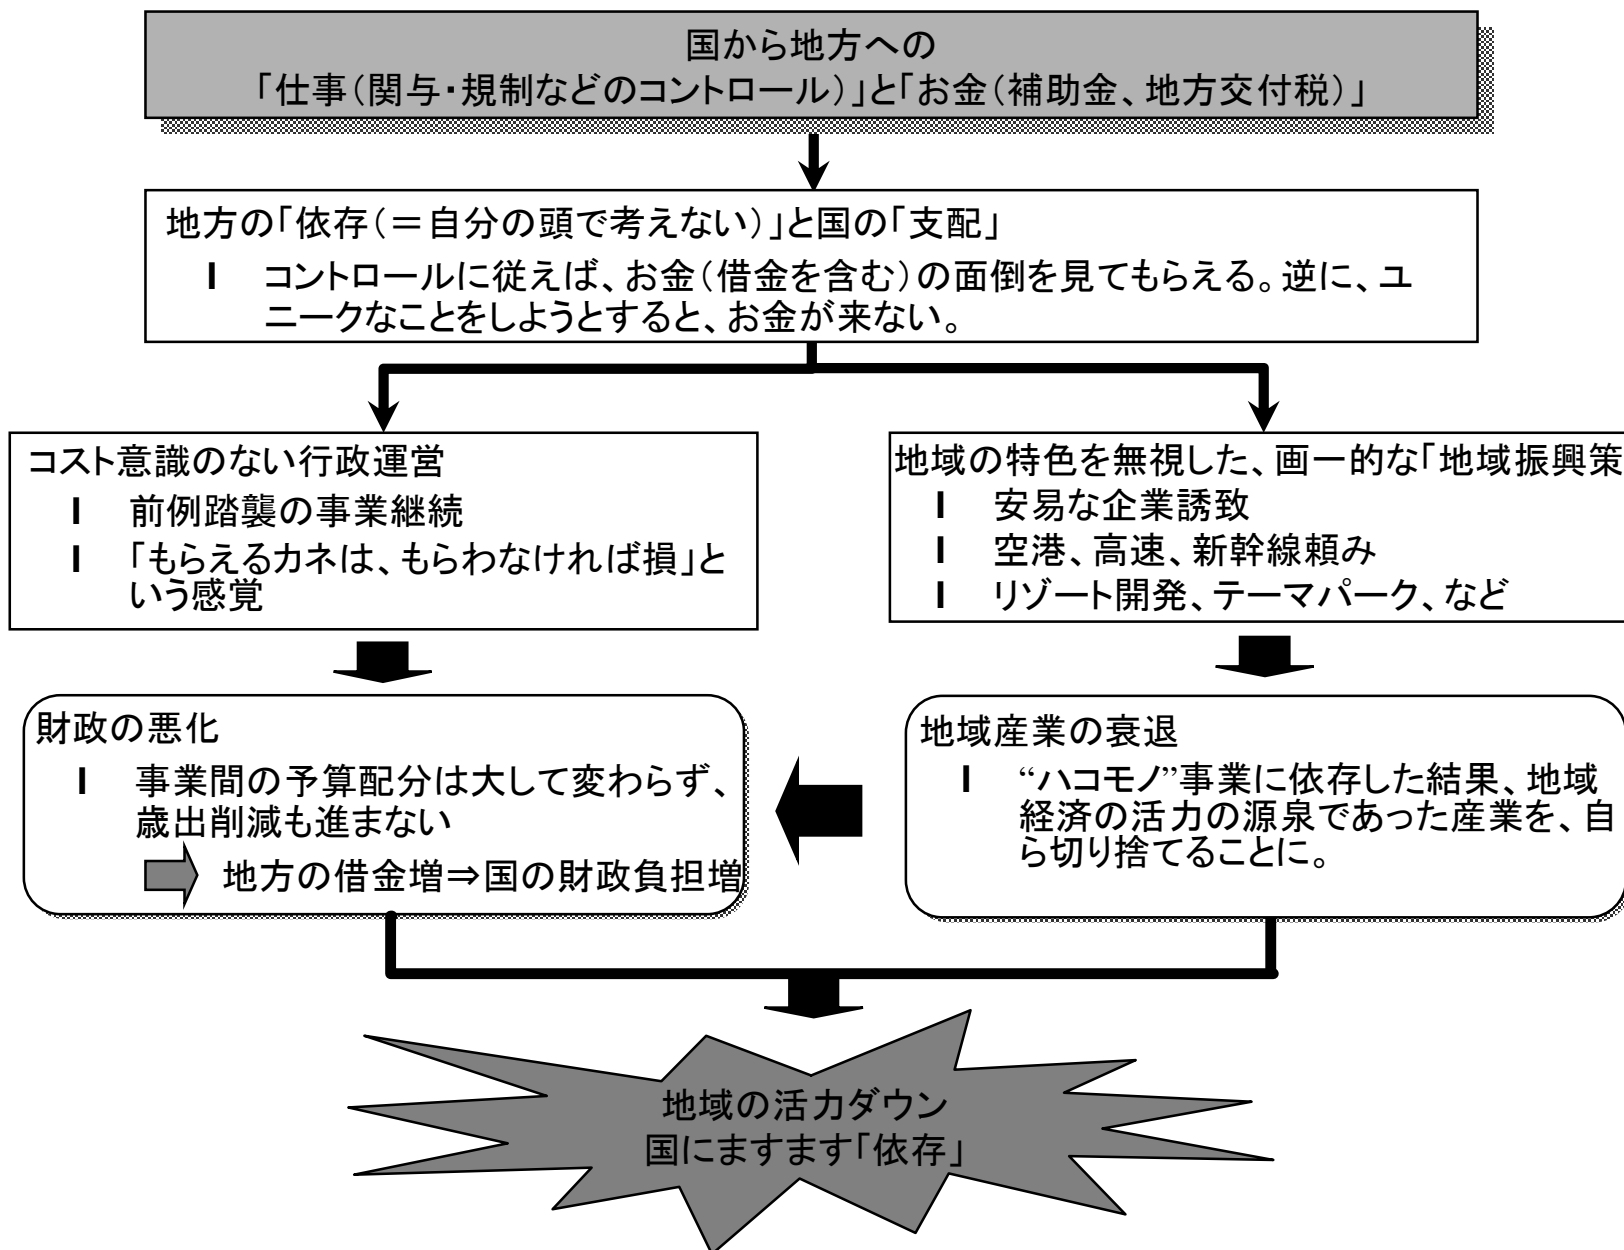 国から地方への
「仕事（関与・規制などのコントロール）」と「お金（補助金、地方交付税）」
地方の「依存（＝自分の頭で考えない）」と国の「支配」
l コントロールに従えば、お金（借金を含む）の面倒を見てもらえる。逆に、ユ
ニークなことをしようとすると、お金が来ない。
コスト意識のない行政運営
l 前例踏襲の事業継続
l 「もらえるカネは、もらわなければ損」と
いう感覚
地域の特色を無視した、画一的な「地域振興策
l 安易な企業誘致
l 空港、高速、新幹線頼み
l リゾート開発、テーマパーク、など
財政の悪化
l 事業間の予算配分は大して変わらず、
歳出削減も進まない
地方の借金増⇒国の財政負担増
地域産業の衰退
l “ハコモノ”事業に依存した結果、地域
経済の活力の源泉であった産業を、自
ら切り捨てることに。
地域の活力ダウン
国にますます「依存」